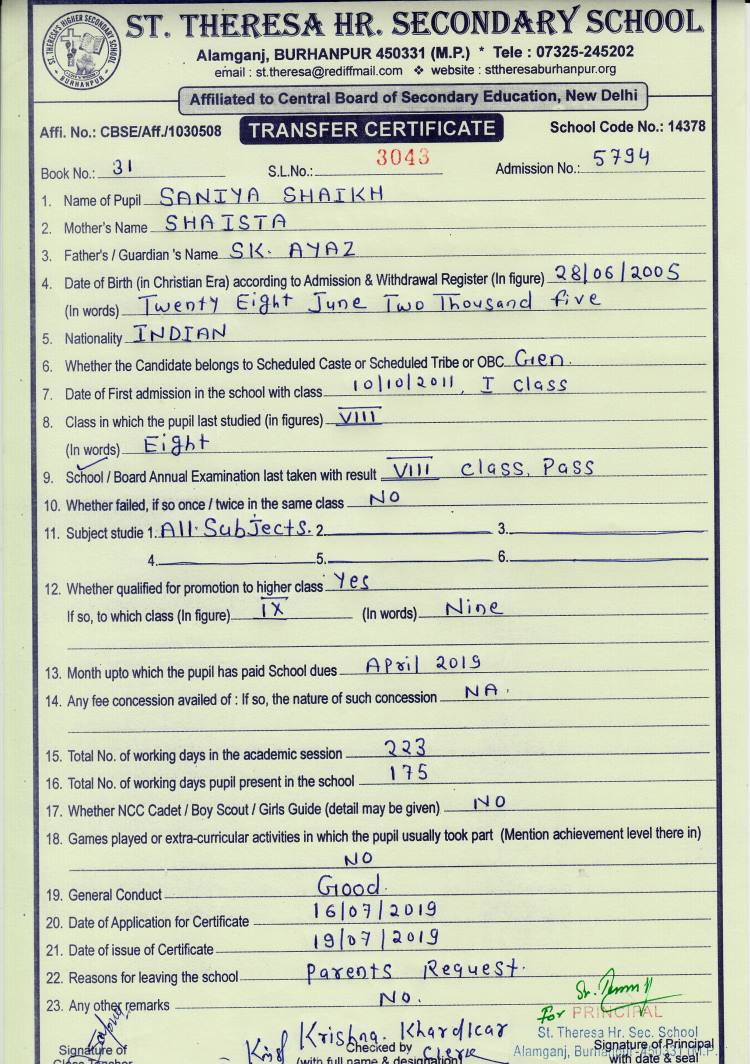 ST. THERESA'S HIGHER SECONDARY SCHOOL
BURHANPUR
ST. THERESA HR. SECONDARY SCHOOL
Alamganj, BURHANPUR 450331 (M.P.) * Tele : 07325-245202
email : st.theresa@rediffmail.com ❖ website : sttheresaburhanpur.org
Affiliated to Central Board of Secondary Education, New Delhi
Affi. No.: CBSE/Aff./1030508 TRANSFER CERTIFICATE School Code No.: 14378
Book No.: 31 S.L.No.: 3043 Admission No.: 5794
1. Name of Pupil SANIYA SHAIKH
2. Mother's Name SHAISTA
3. Father's / Guardian 's Name SK. AYAZ
4. Date of Birth (in Christian Era) according to Admission & Withdrawal Register (In figure) 28/06/2005
(In words) Twenty Eight June Two Thousand five
5. Nationality INDIAN
6. Whether the Candidate belongs to Scheduled Caste or Scheduled Tribe or OBC Gen.
7. Date of First admission in the school with class 10/10/2011, I class
8. Class in which the pupil last studied (in figures) VIII
(In words) Eight
9. School / Board Annual Examination last taken with result VIII class. Pass
10. Whether failed, if so once / twice in the same class NO
11. Subject studie 1. All Subjects. 2. 3.
4. 5. 6.
12. Whether qualified for promotion to higher class Yes
If so, to which class (In figure) IX (In words) Nine
13. Month upto which the pupil has paid School dues April 2019
14. Any fee concession availed of : If so, the nature of such concession NA.
15. Total No. of working days in the academic session 223
16. Total No. of working days pupil present in the school 175
17. Whether NCC Cadet / Boy Scout / Girls Guide (detail may be given) NO
18. Games played or extra-curricular activities in which the pupil usually took part (Mention achievement level there in)
NO
19. General Conduct Good.
20. Date of Application for Certificate 16/07/2019
21. Date of issue of Certificate 19/07/2019
22. Reasons for leaving the school Parents Request.
23. Any other remarks No.
For PRINCIPAL
Krishna. Khardicar
St. Theresa Hr. Sec. School
Signature of Checked by Signature of Principal
Clerk
Alamganj, Burhanpur-450331 (M.P.)
Class Teacher (with full name & designation) with date & seal